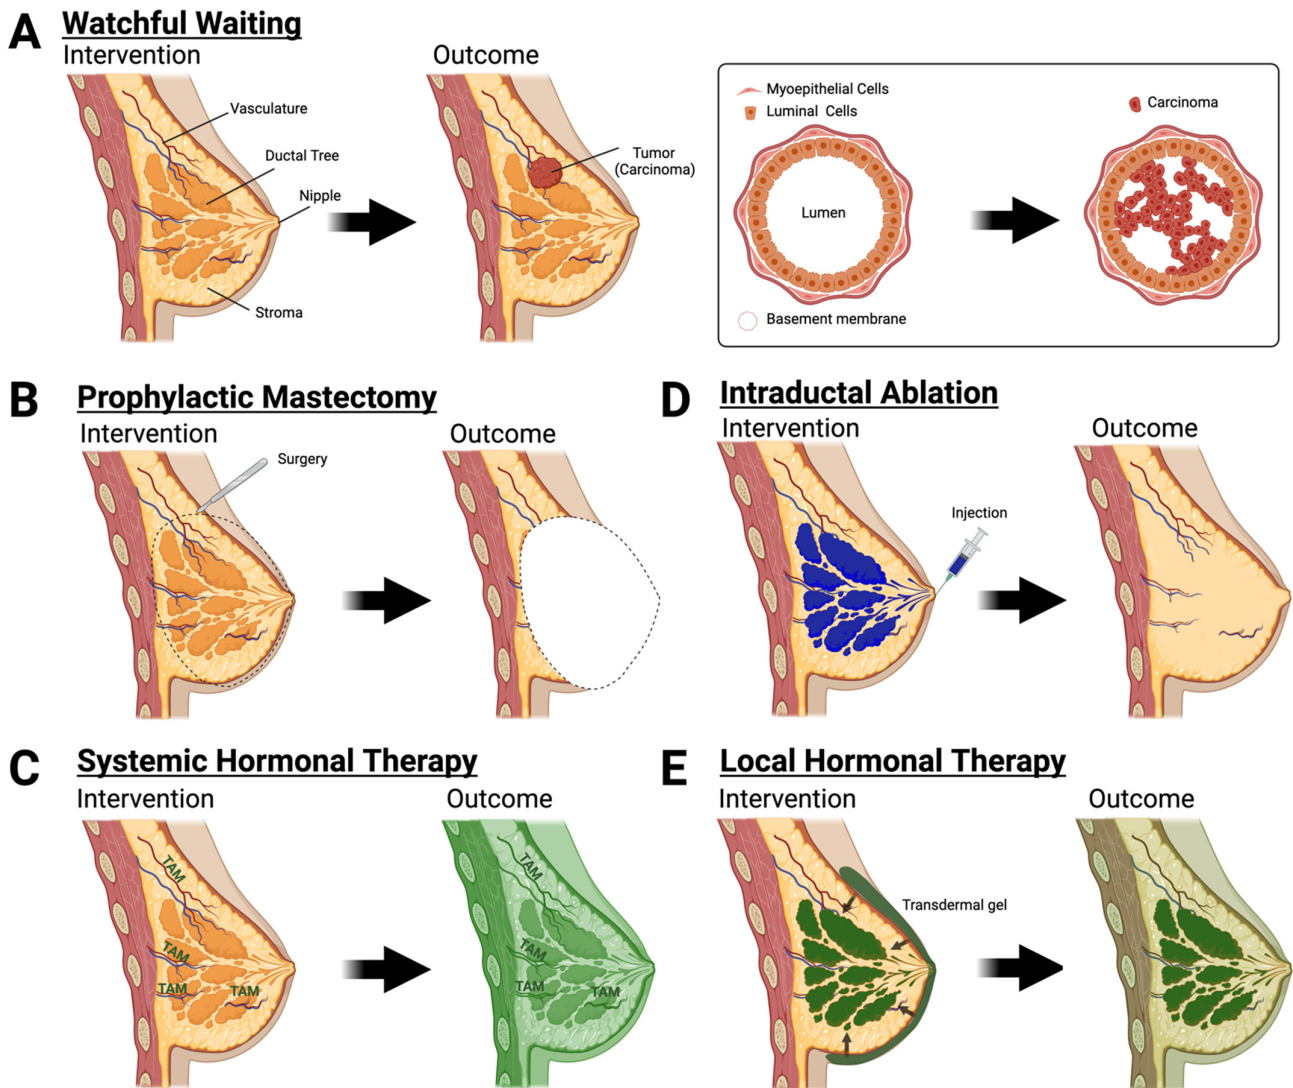 A
Watchful Waiting
Intervention
Outcome
Vasculature
Ductal Tree
Nipple
Stroma
Tumor
(Carcinoma)
Myoepithelial Cells
Luminal Cells
Lumen
Basement membrane
Carcinoma
B
Prophylactic Mastectomy
Intervention
Outcome
Surgery
D
Intraductal Ablation
Intervention
Outcome
Injection
C
Systemic Hormonal Therapy
Intervention
Outcome
TAM
TAM
TAM
TAM
TAM
TAM
TAM
TAM
E
Local Hormonal Therapy
Intervention
Outcome
Transdermal gel